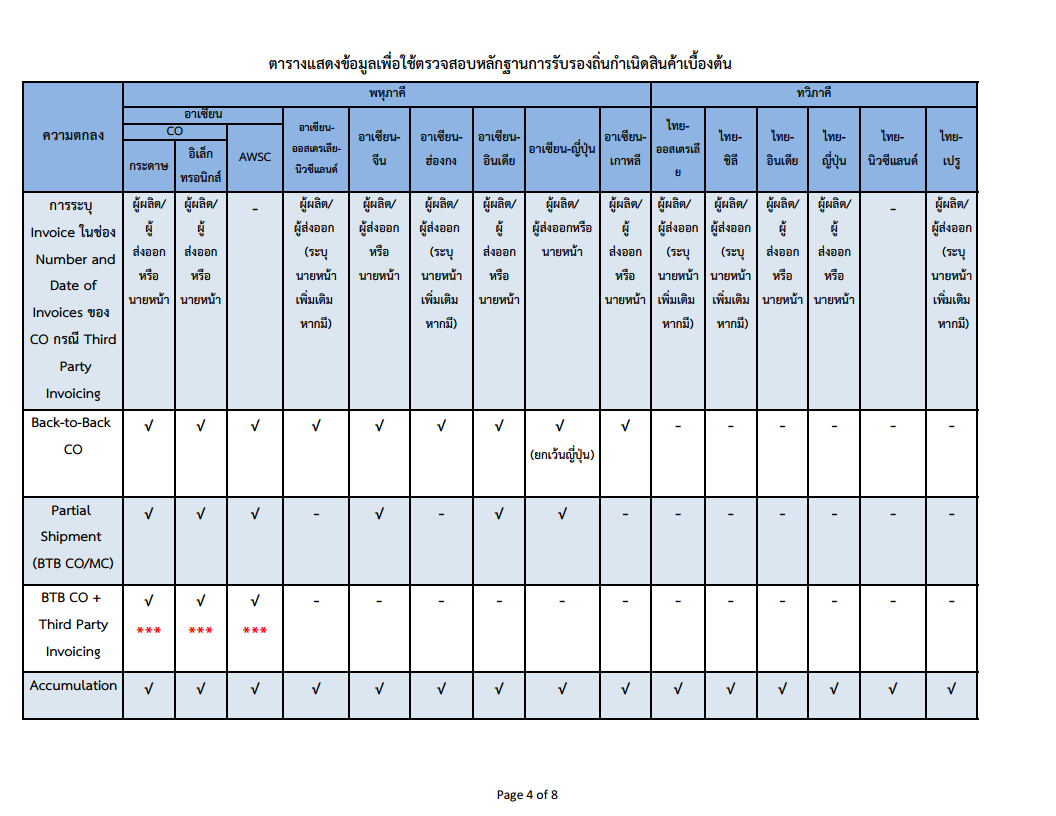 ตารางแสดงข้อมูลเพื่อใช้ตรวจสอบหลักฐานการรับรองถิ่นกำเนิดสินค้าเบื้องต้น
ความตกลง
พหุภาคี
ทวิภาคี
อาเซียน
CO
กระดาษ
อิเล็ก
ทรอนิกส์
AWSC
อาเซียน-
ออสเตรเลีย-
นิวซีแลนด์
อาเซียน-
จีน
อาเซียน-
ฮ่องกง
อาเซียน-
อินเดีย
อาเซียน-ญี่ปุ่น
อาเซียน-
เกาหลี
ไทย-
ออสเตรเลี
ย
ไทย-
ชิลี
ไทย-
อินเดีย
ไทย-
ญี่ปุ่น
ไทย-
นิวซีแลนด์
ไทย-
เปรู
การระบุ
Invoice ในช่อง
Number and
Date of
Invoices ของ
CO กรณี Third
Party
Invoicing
ผู้ผลิต/
ผู้
ส่งออก
หรือ
นายหน้า
ผู้ผลิต/
ผู้
ส่งออก
หรือ
นายหน้า
-
ผู้ผลิต/
ผู้ส่งออก
(ระบุ
นายหน้า
เพิ่มเติม
หากมี)
ผู้ผลิต/
ผู้ส่งออก
หรือ
นายหน้า
ผู้ผลิต/
ผู้ส่งออก
(ระบุ
นายหน้า
เพิ่มเติม
หากมี)
ผู้ผลิต/
ผู้
ส่งออก
หรือ
นายหน้า
ผู้ผลิต/
ผู้ส่งออกหรือ
นายหน้า
ผู้ผลิต/
ผู้
ส่งออก
หรือ
นายหน้า
ผู้ผลิต/
ผู้ส่งออก
(ระบุ
นายหน้า
เพิ่มเติม
หากมี)
ผู้ผลิต/
ผู้ส่งออก
(ระบุ
นายหน้า
เพิ่มเติม
หากมี)
ผู้ผลิต/
ผู้
ส่งออก
หรือ
นายหน้า
ผู้ผลิต/
ผู้
ส่งออก
หรือ
นายหน้า
-
ผู้ผลิต/
ผู้ส่งออก
(ระบุ
นายหน้า
เพิ่มเติม
หากมี)
Back-to-Back
CO
√ √ √ √ √ √ √ √ √ - - - - - -
(ยกเว้นญี่ปุ่น)
Partial
Shipment
(BTB CO/MC)
√ √ √ - √ - √ √ - - - - - - -
BTB CO +
Third Party
Invoicing
√ √ √ - - - - - - - - - - - -
*** *** ***
Accumulation
√ √ √ √ √ √ √ √ √ √ √ √ √ √ √
Page 4 of 8